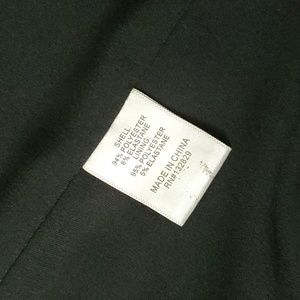 SHELL:
94% POLYESTER
6% ELASTANE
LINING:
95% POLYESTER
5% ELASTANE
MADE IN CHINA
RN#132829